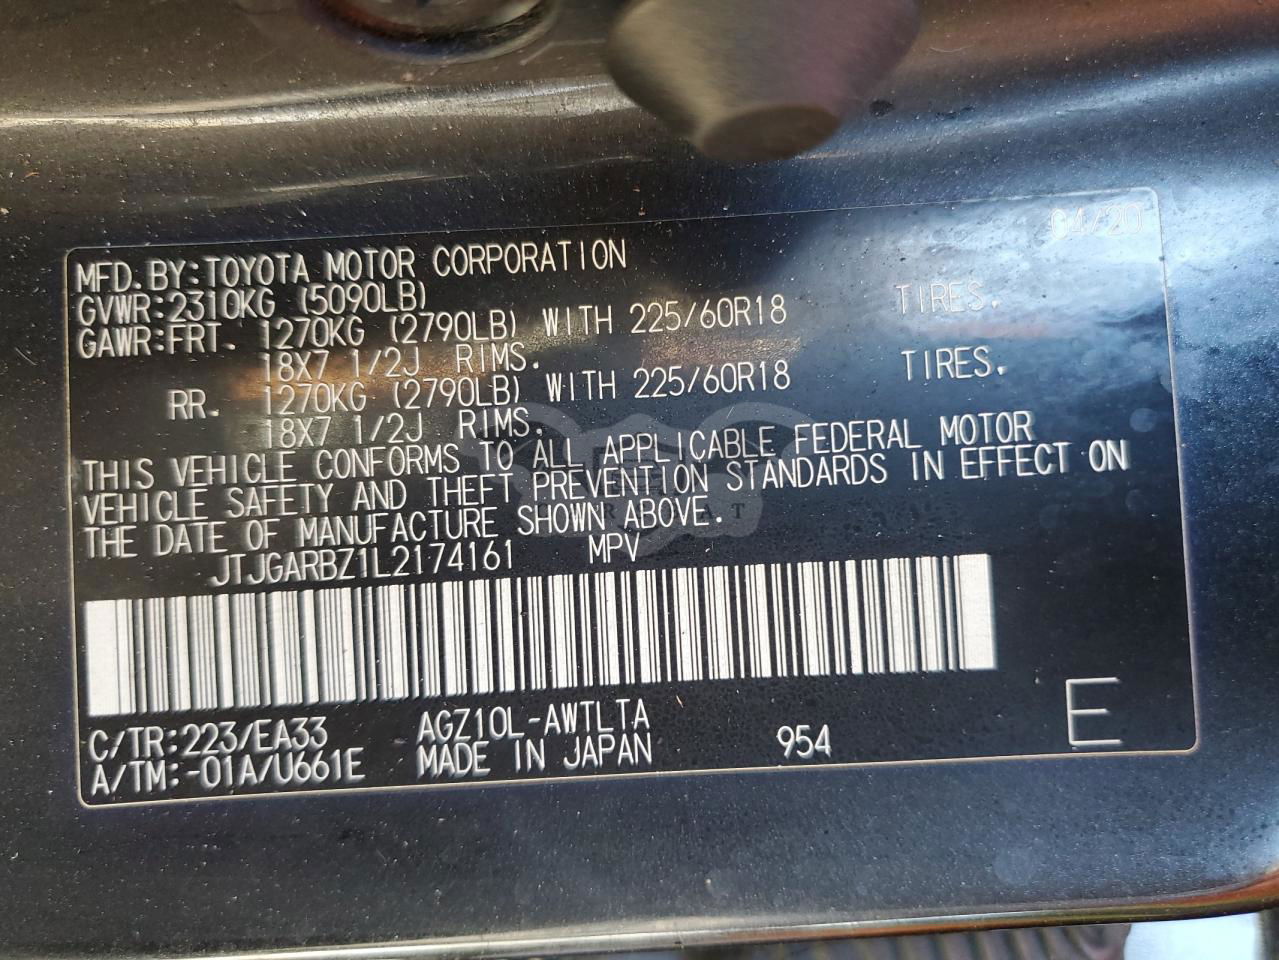 04/20
MFD. BY: TOYOTA MOTOR CORPORATION
GVWR: 2310KG (5090LB)
GAWR: FRT. 1270KG (2790LB) WITH 225/60R18 TIRES.
18X7 1/2J RIMS.
RR. 1270KG (2790LB) WITH 225/60R18 TIRES.
18X7 1/2J RIMS.
THIS VEHICLE CONFORMS TO ALL APPLICABLE FEDERAL MOTOR
VEHICLE SAFETY AND THEFT PREVENTION STANDARDS IN EFFECT ON
THE DATE OF MANUFACTURE SHOWN ABOVE.
JTJGARBZ1L2174161 MPV
C/TR: 223/EA33 AGZ10L-AWTLTA
A/TM: -01A/U661E MADE IN JAPAN 954 E